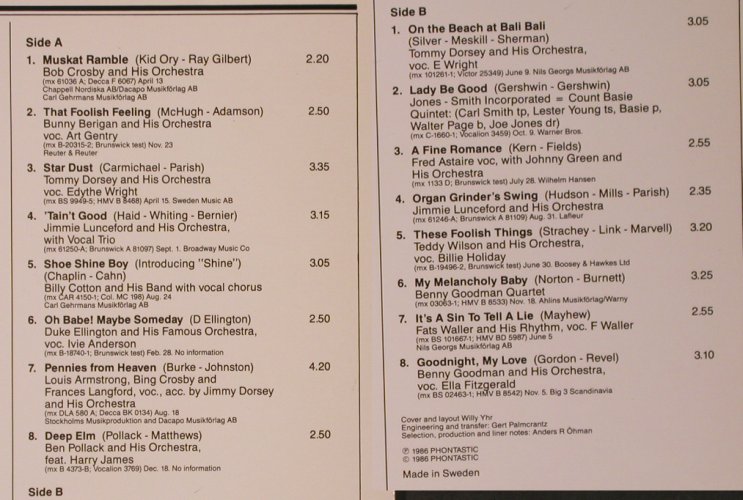 Side A
1. Muskat Ramble (Kid Ory - Ray Gilbert) 2.20
Bob Crosby and His Orchestra
(mx 61036 A; Decca F 6067) April 13
Chappell Nordiska AB/Dacapo Musikförlag AB
Carl Gehrmans Musikförlag AB
2. That Foolish Feeling (McHugh - Adamson) 2.50
Bunny Berigan and His Orchestra
voc. Art Gentry
(mx B-20315-2; Brunswick test) Nov. 23
Reuter & Reuter
3. Star Dust (Carmichael - Parish) 3.35
Tommy Dorsey and His Orchestra
voc. Edythe Wright
(mx BS 9949-5; HMV B 8468) April 15. Sweden Music AB
4. 'Tain't Good (Haid - Whiting - Bernier) 3.15
Jimmie Lunceford and His Orchestra,
with Vocal Trio
(mx 61250-A; Brunswick A 81097) Sept. 1. Broadway Music Co
5. Shoe Shine Boy (Introducing "Shine") 3.05
(Chaplin - Cahn)
Billy Cotton and His Band with vocal chorus
(mx CAR 4150-1; Col. MC 198) Aug. 24
Carl Gehrmans Musikförlag AB
6. Oh Babe! Maybe Someday (D Ellington) 2.50
Duke Ellington and His Famous Orchestra,
voc. Ivie Anderson
(mx B-18740-1; Brunswick test) Feb. 28. No information
7. Pennies from Heaven (Burke - Johnston) 4.20
Louis Armstrong, Bing Crosby and
Frances Langford, voc., acc. by Jimmy Dorsey
and His Orchestra
(mx DLA 580 A; Decca BK 0134) Aug. 18
Stockholms Musikproduktion and Dacapo Musikförlag AB
8. Deep Elm (Pollack - Matthews) 2.50
Ben Pollack and His Orchestra,
feat. Harry James
(mx B 4373-B; Vocalion 3769) Dec. 18. No information
Side B
Side B
1. On the Beach at Bali Bali 3.05
(Silver - Meskill - Sherman)
Tommy Dorsey and His Orchestra,
voc. E Wright
(mx 101261-1; Victor 25349) June 9. Nils Georgs Musikförlag AB
2. Lady Be Good (Gershwin - Gershwin) 3.05
Jones - Smith Incorporated = Count Basie
Quintet: (Carl Smith tp, Lester Young ts, Basie p,
Walter Page b, Joe Jones dr)
(mx C-1660-1; Vocalion 3459) Oct. 9. Warner Bros.
3. A Fine Romance (Kern - Fields) 2.55
Fred Astaire voc, with Johnny Green and
His Orchestra
(mx 1133 D; Brunswick test) July 28. Wilhelm Hansen
4. Organ Grinder's Swing (Hudson - Mills - Parish) 2.35
Jimmie Lunceford and His Orchestra
(mx 61246-A; Brunswick A 81109) Aug. 31. Lafleur
5. These Foolish Things (Strachey - Link - Marvell) 3.20
Teddy Wilson and His Orchestra,
voc. Billie Holiday
(mx B-19496-2, Brunswick test) June 30. Boosey & Hawkes Ltd
6. My Melancholy Baby (Norton - Burnett) 3.25
Benny Goodman Quartet
(mx 03063-1; HMV B 8533) Nov. 18. Ahlins Musikförlag/Warny
7. It's A Sin To Tell A Lie (Mayhew) 2.55
Fats Waller and His Rhythm, voc. F Waller
(mx BS 101667-1; HMV BD 5987) June 5
Nils Georgs Musikförlag AB
8. Goodnight, My Love (Gordon - Revel) 3.10
Benny Goodman and His Orchestra,
voc. Ella Fitzgerald
(mx BS 02463-1; HMV B 8542) Nov. 5. Big 3 Scandinavia
Cover and layout Willy Yhr
Engineering and transfer: Gert Palmcrantz
Selection, production and liner notes: Anders R Öhman
℗ 1986 PHONTASTIC
© 1986 PHONTASTIC
Made in Sweden